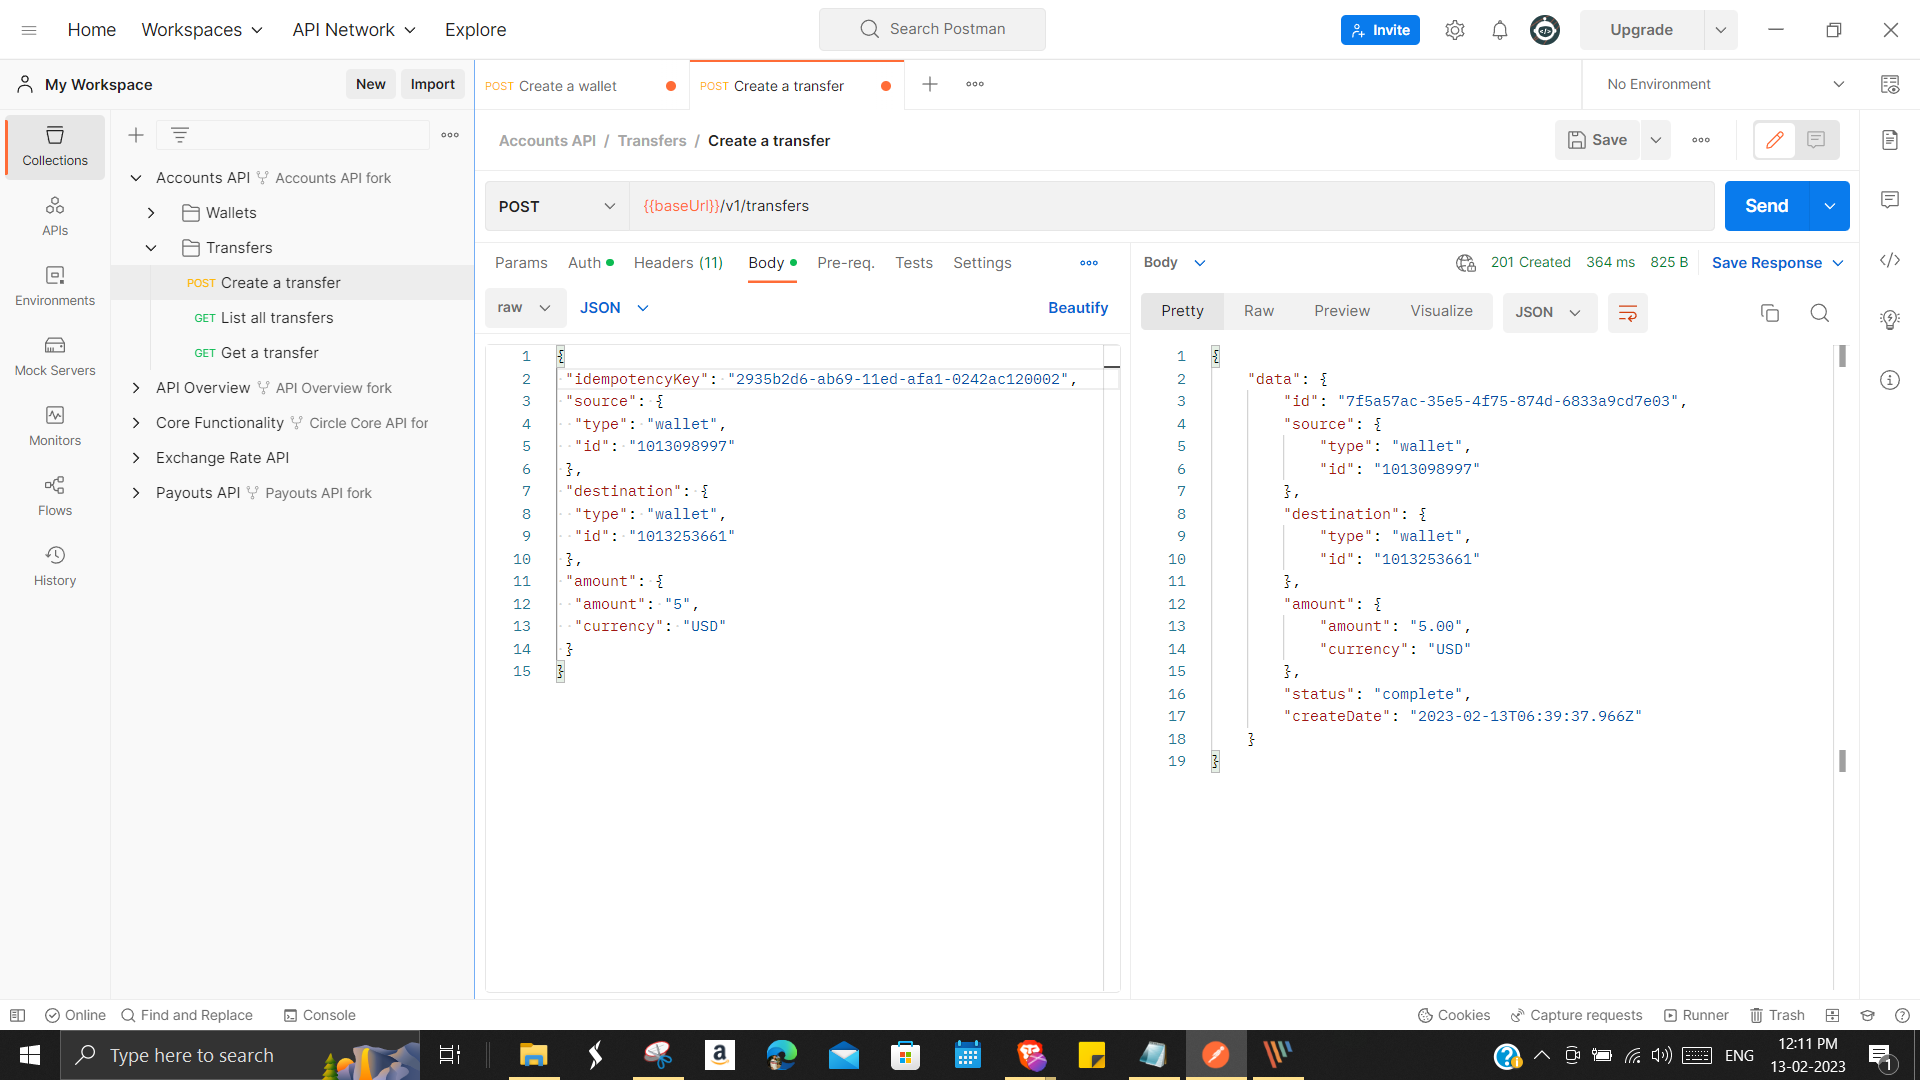 Home
Workspaces
API Network
Explore
Search Postman
Invite
Upgrade
My Workspace
New
Import
POST Create a wallet
POST Create a transfer
No Environment
Collections
APIs
Environments
Mock Servers
Monitors
Flows
History
Accounts API Accounts API fork
Wallets
Transfers
POST Create a transfer
GET List all transfers
GET Get a transfer
API Overview API Overview fork
Core Functionality Circle Core API for
Exchange Rate API
Payouts API Payouts API fork
Accounts API / Transfers / Create a transfer
Save
POST
{{baseUrl}}/v1/transfers
Send
Params Auth Headers (11) Body Pre-req. Tests Settings
raw JSON Beautify
1 {
2 "idempotencyKey": "2935b2d6-ab69-11ed-afa1-0242ac120002",
3 "source": {
4 "type": "wallet",
5 "id": "1013098997"
6 },
7 "destination": {
8 "type": "wallet",
9 "id": "1013253661"
10 },
11 "amount": {
12 "amount": "5",
13 "currency": "USD"
14 }
15 }
Body 201 Created 364 ms 825 B Save Response
Pretty Raw Preview Visualize JSON
1 {
2 "data": {
3 "id": "7f5a57ac-35e5-4f75-874d-6833a9cd7e03",
4 "source": {
5 "type": "wallet",
6 "id": "1013098997"
7 },
8 "destination": {
9 "type": "wallet",
10 "id": "1013253661"
11 },
12 "amount": {
13 "amount": "5.00",
14 "currency": "USD"
15 },
16 "status": "complete",
17 "createDate": "2023-02-13T06:39:37.966Z"
18 }
19 }
Online Find and Replace Console
Cookies Capture requests Runner Trash
Type here to search
ENG
12:11 PM
13-02-2023
1